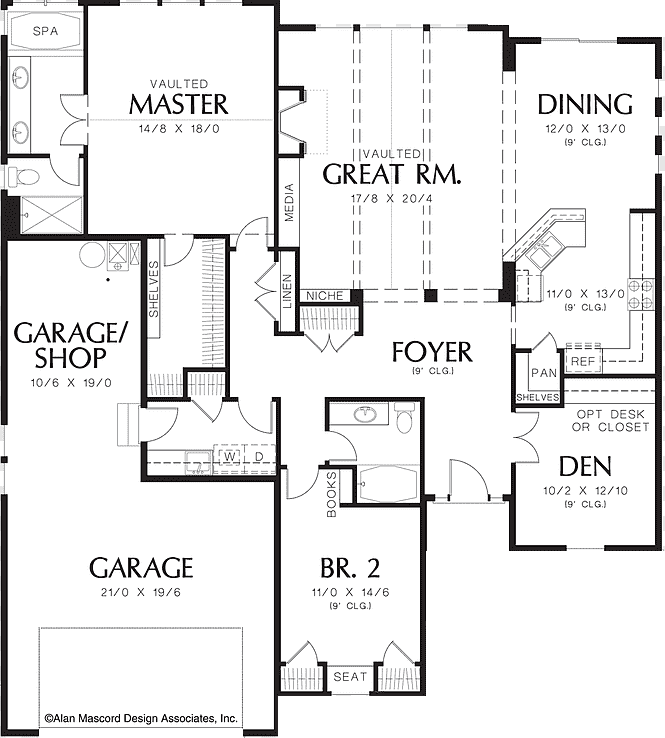 SPA
VAULTED
MASTER
14/8 X 18/0
MEDIA
VAULTED
GREAT RM.
17/8 X 20/4
DINING
12/0 X 13/0
(9' CLG.)
SHELVES
LINEN
NICHE
11/0 X 13/0
(9' CLG.)
GARAGE/
SHOP
10/6 X 19/0
FOYER
(9' CLG.)
REF
PAN
SHELVES
OPT DESK
OR CLOSET
W
D
DEN
10/2 X 12/10
(9' CLG.)
BOOKS
GARAGE
21/0 X 19/6
BR. 2
11/0 X 14/6
(9' CLG.)
SEAT
©Alan Mascord Design Associates, Inc.